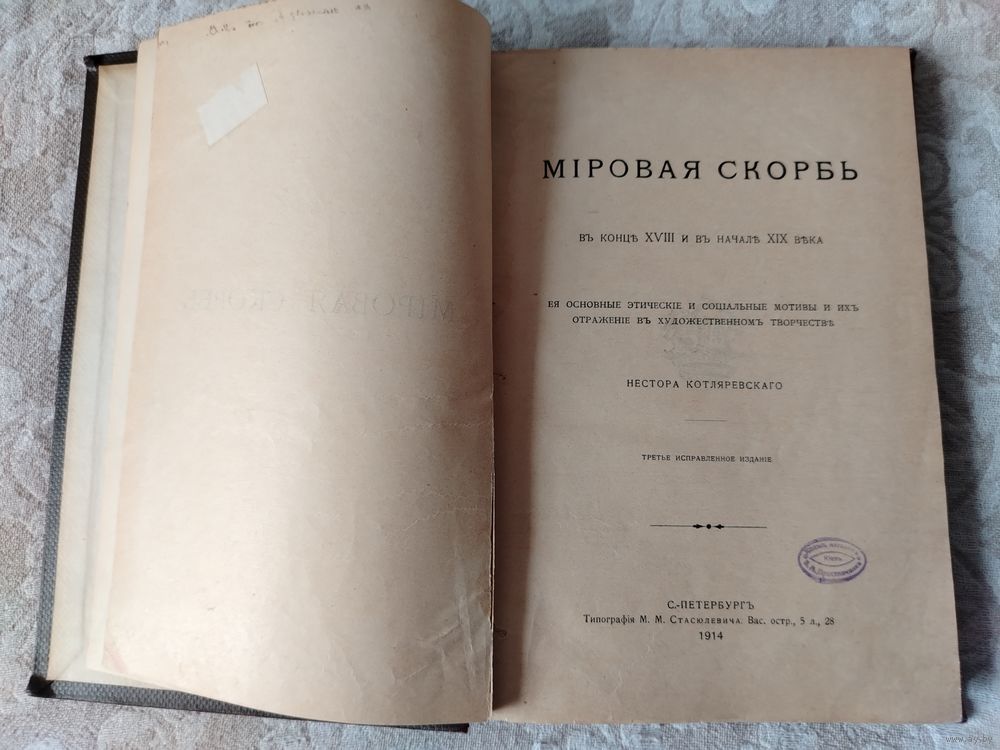 МІРОВАЯ СКОРБЬ
ВЪ КОНЦѢ XVIII И ВЪ НАЧАЛѢ XIX ВѢКА
ЕЯ ОСНОВНЫЕ ЭТИЧЕСКІЕ И СОЦІАЛЬНЫЕ МОТИВЫ И ИХЪ
ОТРАЖЕНІЕ ВЪ ХУДОЖЕСТВЕННОМЪ ТВОРЧЕСТВѢ
НЕСТОРА КОТЛЯРЕВСКАГО
ТРЕТЬЕ ИСПРАВЛЕННОЕ ИЗДАНІЕ
С.-ПЕТЕРБУРГЪ
Типографія М. М. Стасюлевича. Вас. остр., 5 л., 28
1914